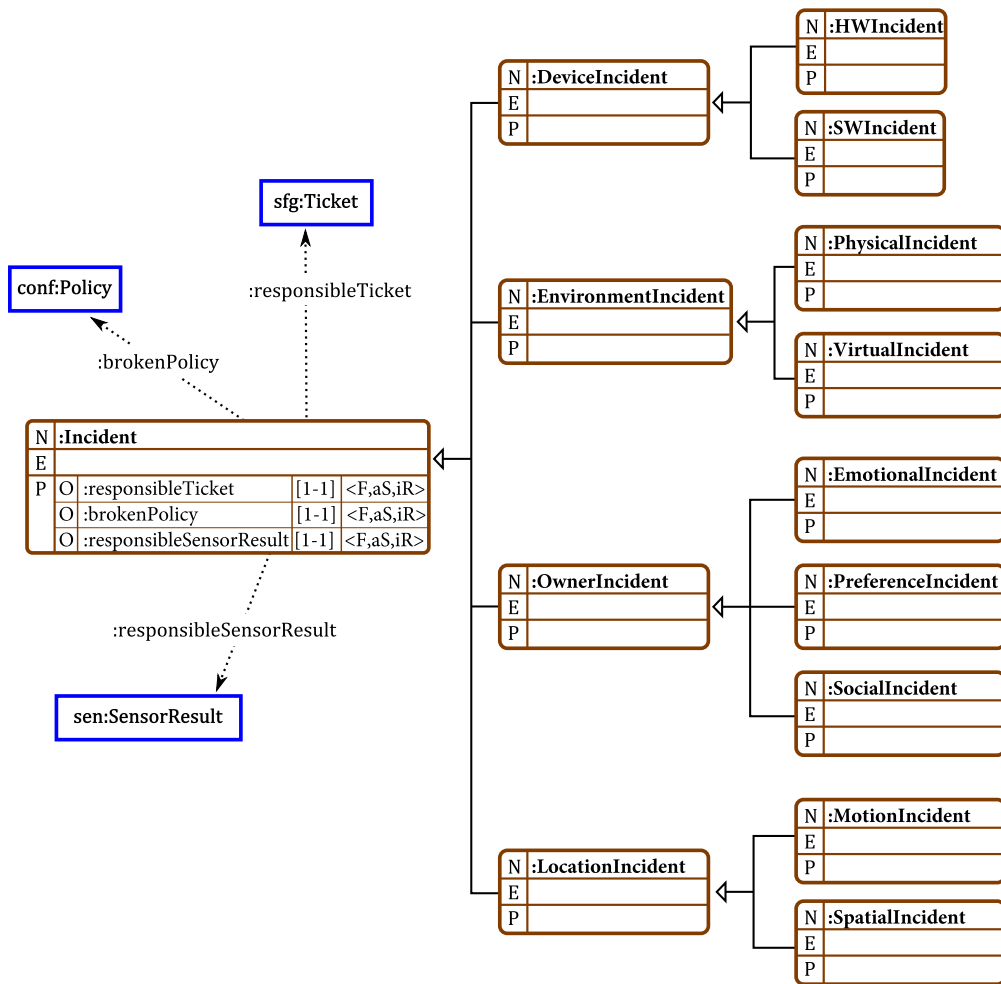 N :HWIncident
E
P
N :DeviceIncident
E
P
N :SWIncident
E
P
sfg:Ticket
conf:Policy
:responsibleTicket
:brokenPolicy
N :PhysicalIncident
E
P
N :EnvironmentIncident
E
P
N :VirtualIncident
E
P
N :Incident
E
P O :responsibleTicket [1-1] <F,aS,iR>
O :brokenPolicy [1-1] <F,aS,iR>
O :responsibleSensorResult [1-1] <F,aS,iR>
:responsibleSensorResult
sen:SensorResult
N :EmotionalIncident
E
P
N :OwnerIncident
E
P
N :PreferenceIncident
E
P
N :SocialIncident
E
P
N :MotionIncident
E
P
N :LocationIncident
E
P
N :SpatialIncident
E
P